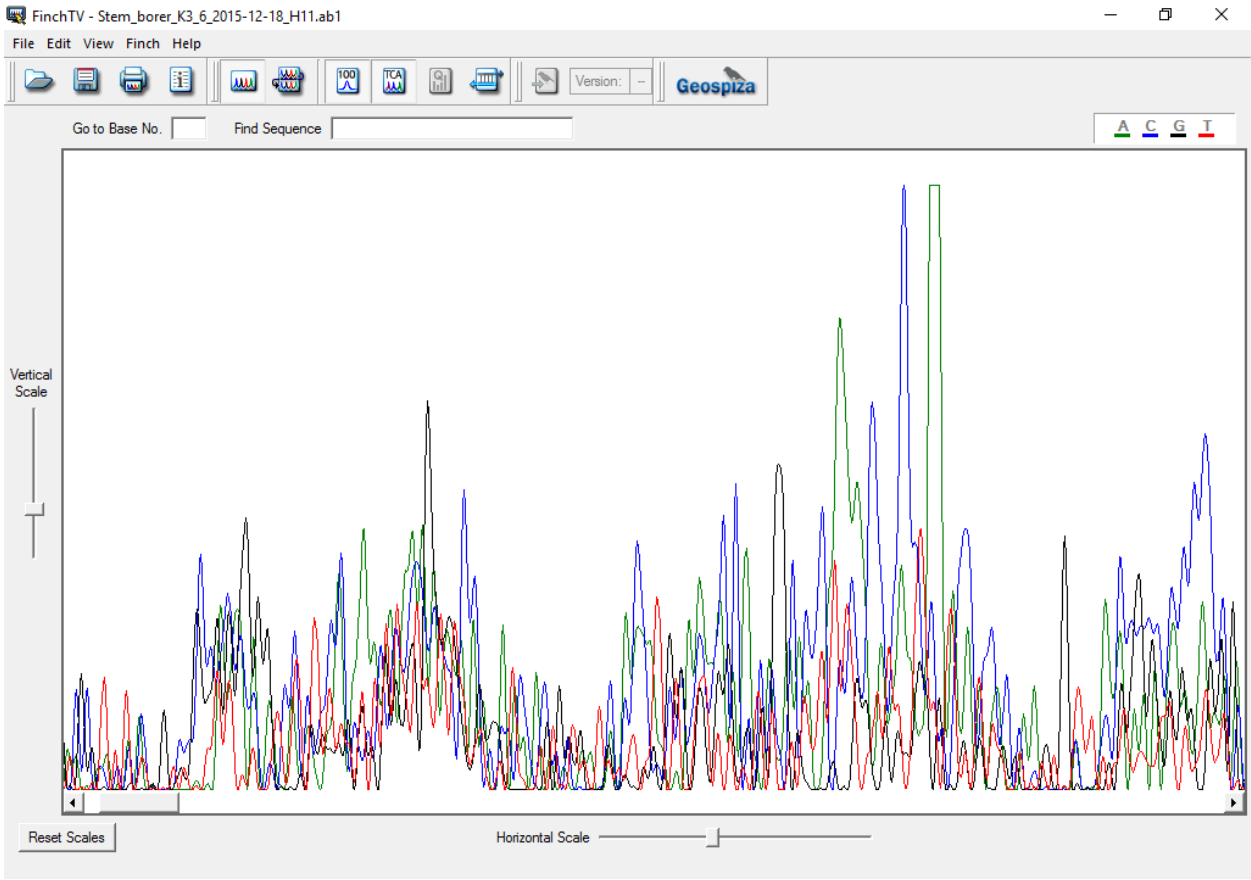 FinchTV - Stem_borer_K3_6_2015-12-18_H11.ab1
File Edit View Finch Help
100 TCA QI Version: -- Geospiza
Go to Base No. Find Sequence A C G T
Vertical
Scale
Reset Scales Horizontal Scale